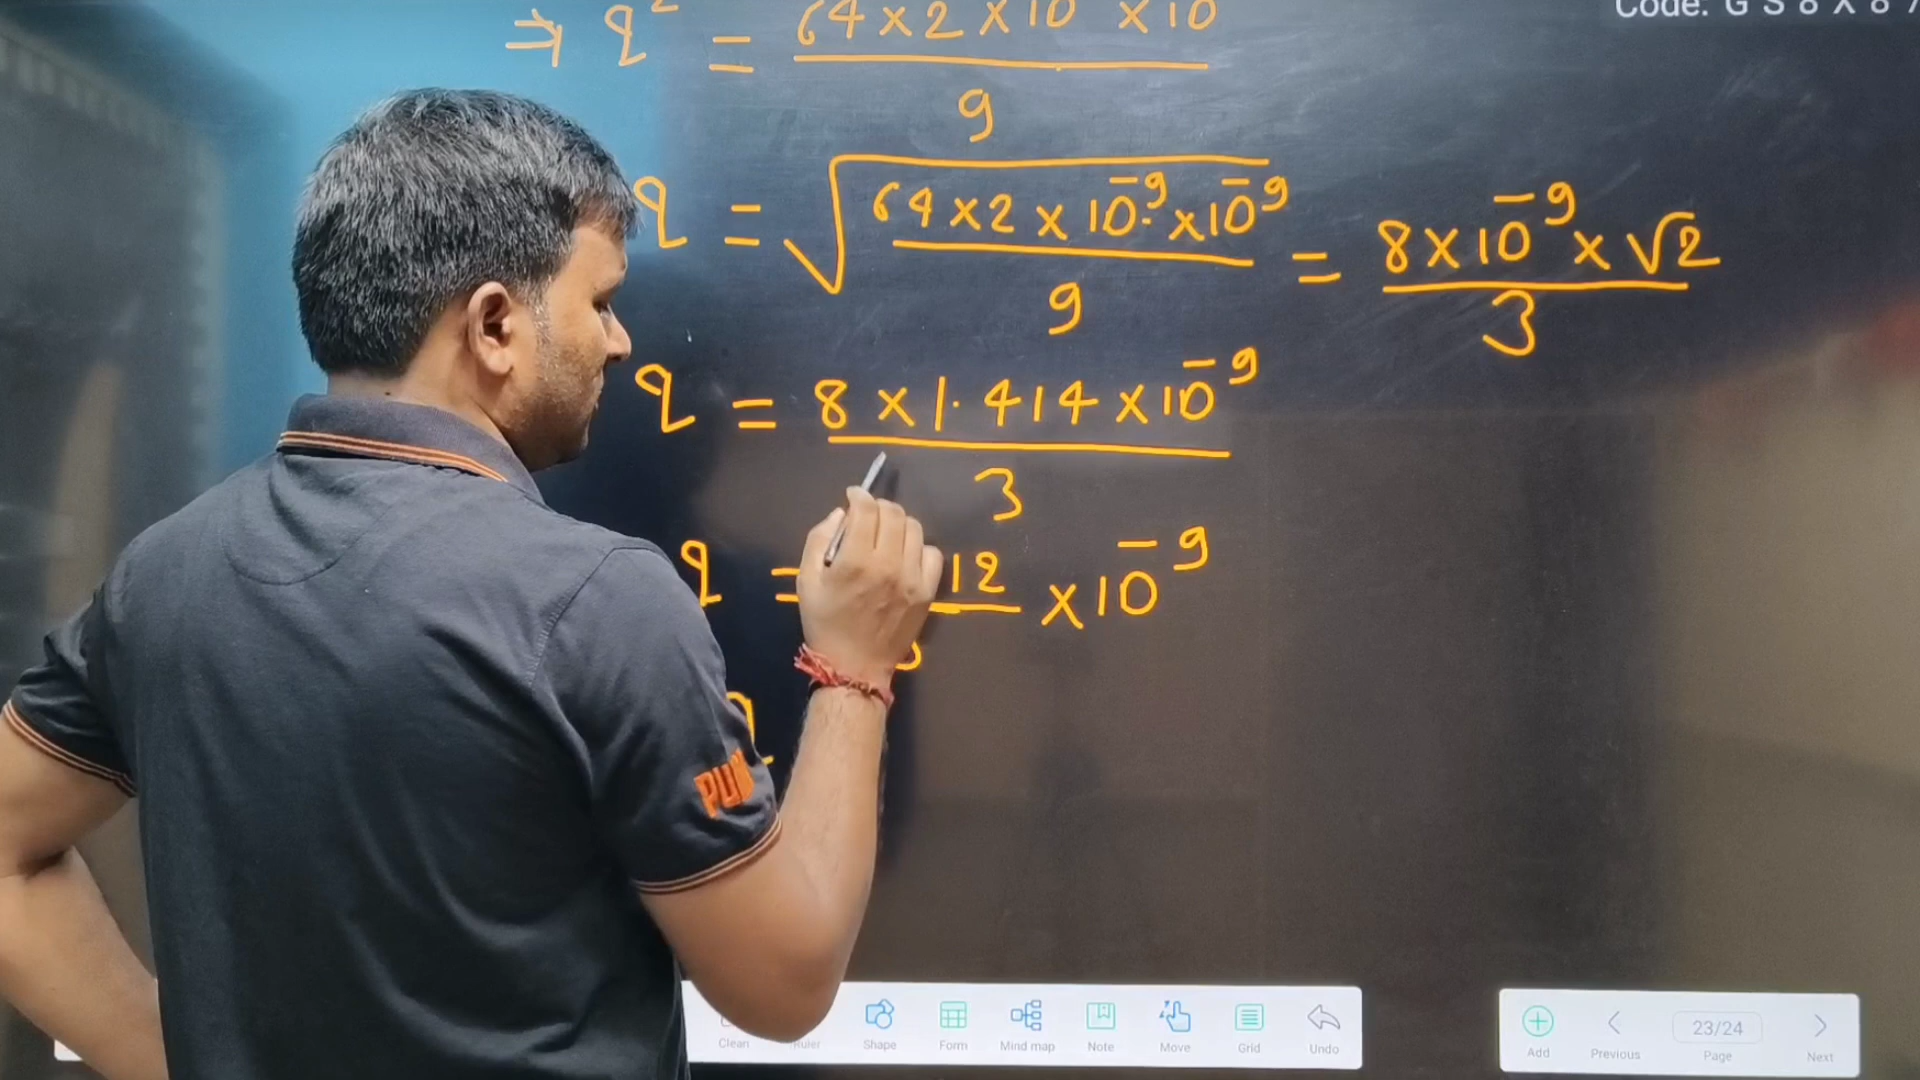 Code: G S 8 X 8
⇒ q² = 64 × 2 × 10 × 10 / 9
q = √(64 × 2 × 10⁻⁹ × 10⁻⁹ / 9) = 8 × 10⁻⁹ × √2 / 3
q = 8 × 1.414 × 10⁻⁹ / 3
q = 12 / 3 × 10⁻⁹
q
Clean Ruler Shape Form Mind map Note Move Grid Undo
Add Previous 23/24 Page Next